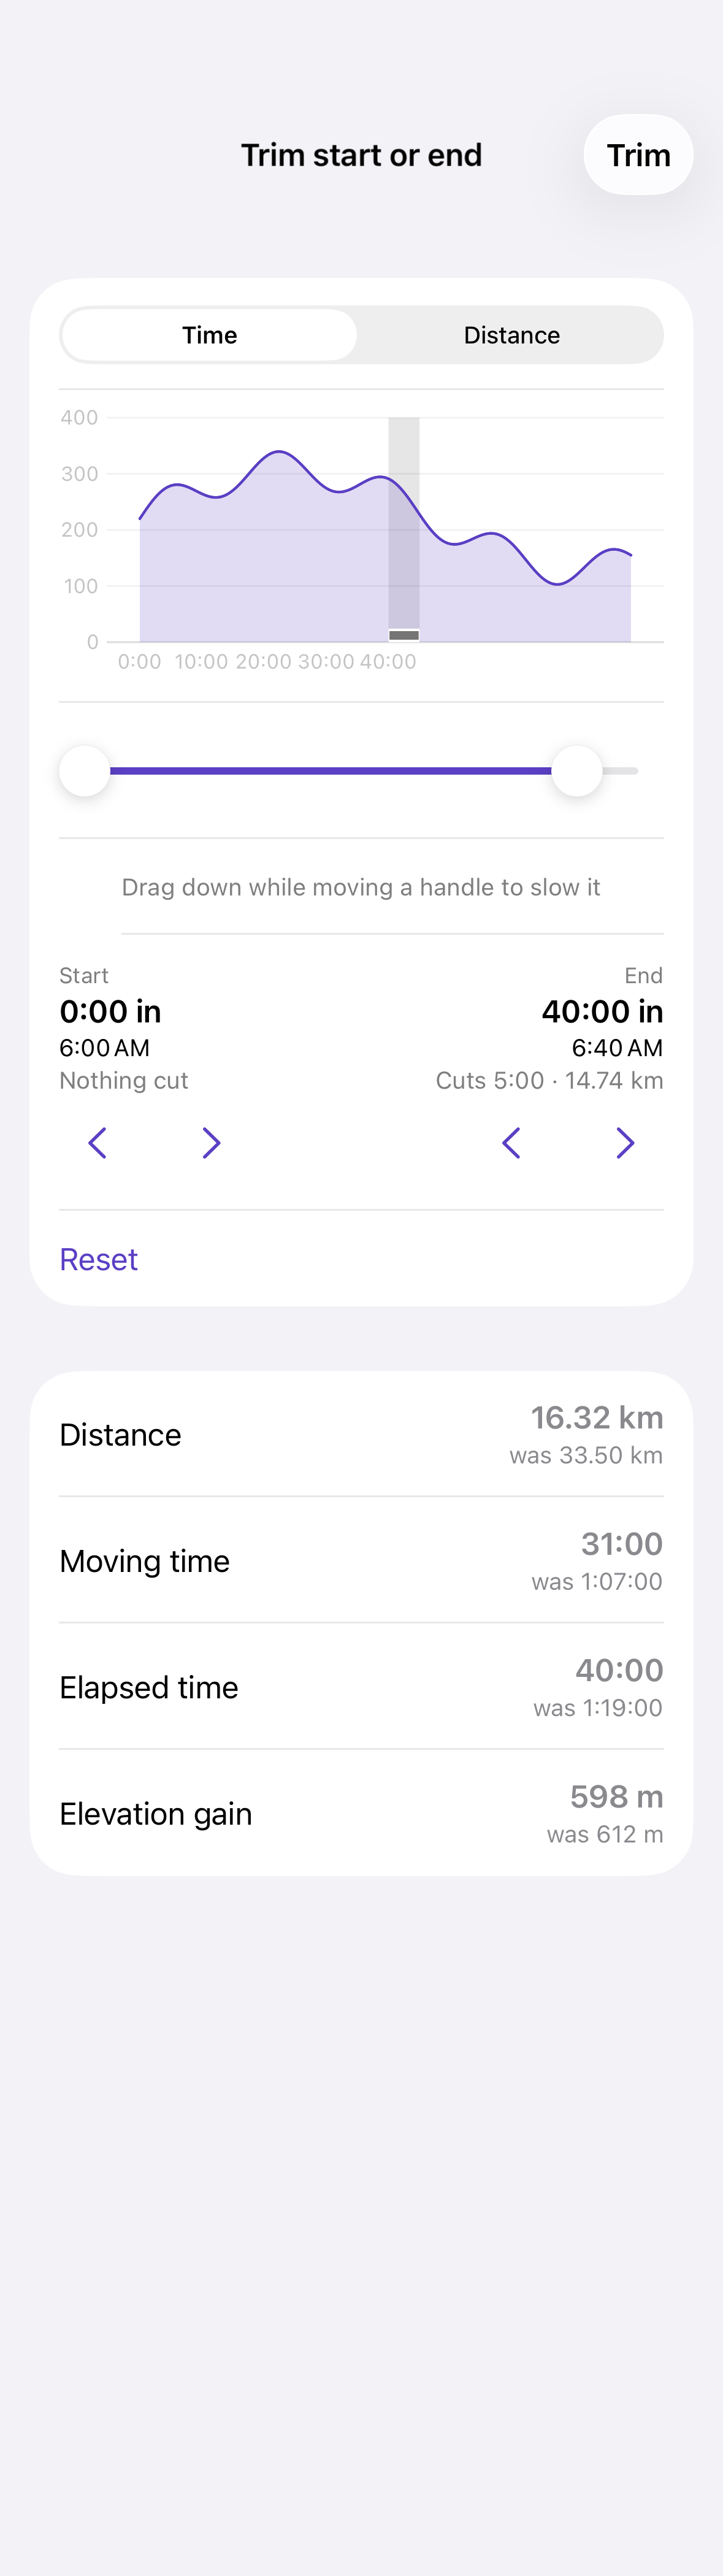 Trim start or end
Trim
Time
Distance
400
300
200
100
0
0:00 10:00 20:00 30:00 40:00
Drag down while moving a handle to slow it
Start
End
0:00 in
40:00 in
6:00 AM
6:40 AM
Nothing cut
Cuts 5:00 · 14.74 km
Reset
Distance
16.32 km
was 33.50 km
Moving time
31:00
was 1:07:00
Elapsed time
40:00
was 1:19:00
Elevation gain
598 m
was 612 m